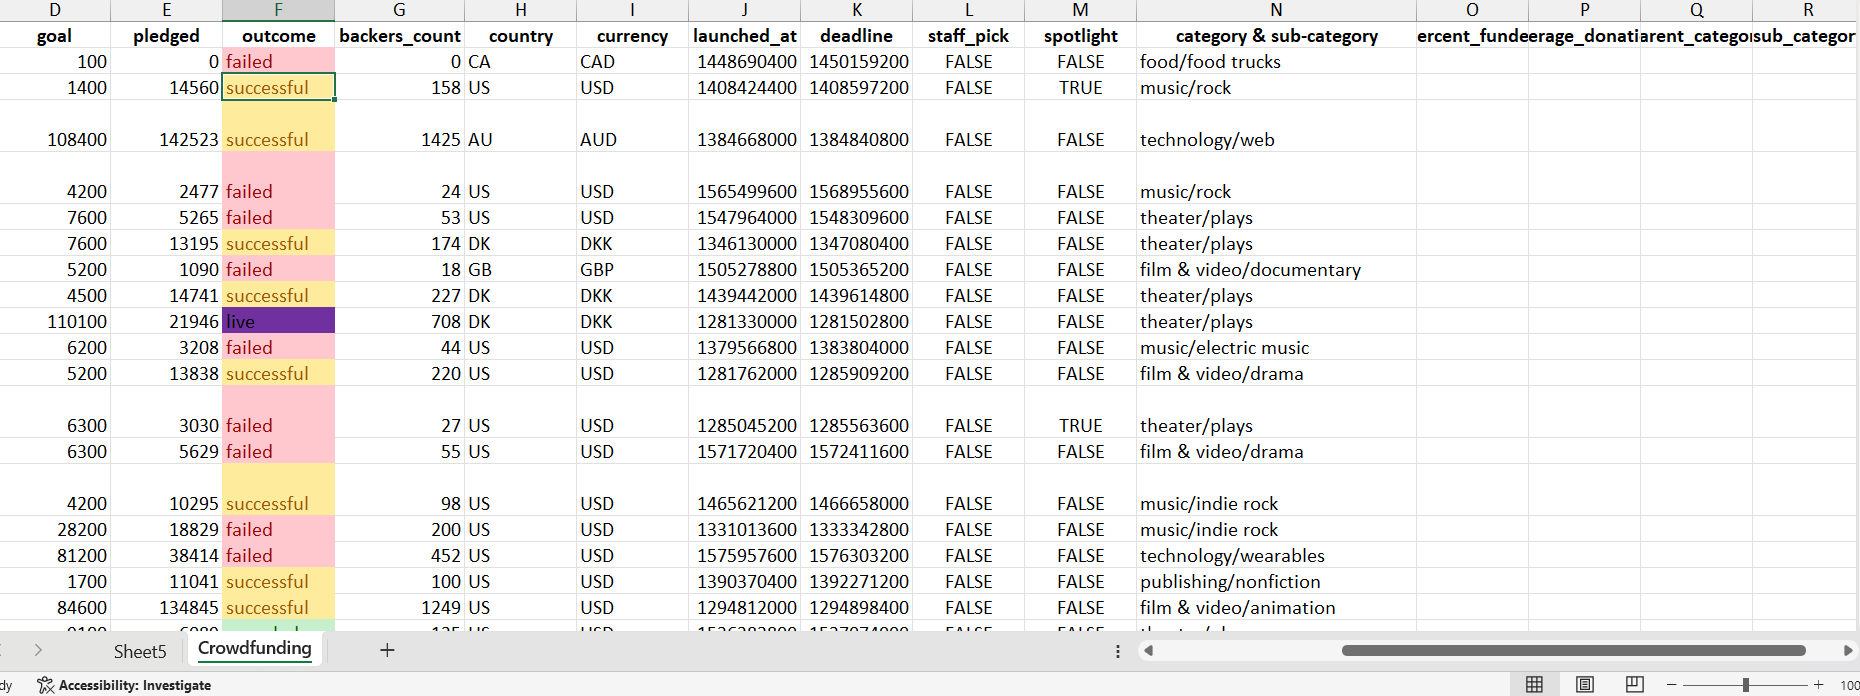 D E F G H I J K L M N O P Q R
goal pledged outcome backers_count country currency launched_at deadline staff_pick spotlight category & sub-category ercent_funde erage_donati arent_categor sub_categor
100 0 failed 0 CA CAD 1448690400 1450159200 FALSE FALSE food/food trucks
1400 14560 successful 158 US USD 1408424400 1408597200 FALSE TRUE music/rock
108400 142523 successful 1425 AU AUD 1384668000 1384840800 FALSE FALSE technology/web
4200 2477 failed 24 US USD 1565499600 1568955600 FALSE FALSE music/rock
7600 5265 failed 53 US USD 1547964000 1548309600 FALSE FALSE theater/plays
7600 13195 successful 174 DK DKK 1346130000 1347080400 FALSE FALSE theater/plays
5200 1090 failed 18 GB GBP 1505278800 1505365200 FALSE FALSE film & video/documentary
4500 14741 successful 227 DK DKK 1439442000 1439614800 FALSE FALSE theater/plays
110100 21946 live 708 DK DKK 1281330000 1281502800 FALSE FALSE theater/plays
6200 3208 failed 44 US USD 1379566800 1383804000 FALSE FALSE music/electric music
5200 13838 successful 220 US USD 1281762000 1285909200 FALSE FALSE film & video/drama
6300 3030 failed 27 US USD 1285045200 1285563600 FALSE TRUE theater/plays
6300 5629 failed 55 US USD 1571720400 1572411600 FALSE FALSE film & video/drama
4200 10295 successful 98 US USD 1465621200 1466658000 FALSE FALSE music/indie rock
28200 18829 failed 200 US USD 1331013600 1333342800 FALSE FALSE music/indie rock
81200 38414 failed 452 US USD 1575957600 1576303200 FALSE FALSE technology/wearables
1700 11041 successful 100 US USD 1390370400 1392271200 FALSE FALSE publishing/nonfiction
84600 134845 successful 1249 US USD 1294812000 1294898400 FALSE FALSE film & video/animation
Sheet5 Crowdfunding
dy Accessibility: Investigate 100